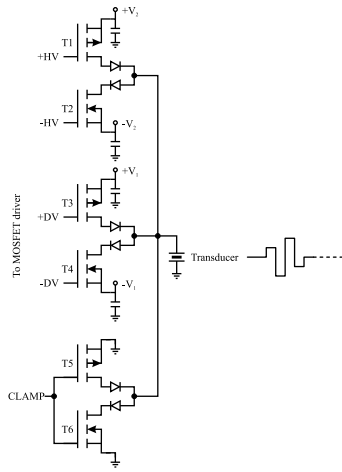 +V2
T1
+HV
T2
-HV
-V2
+V1
T3
+DV
To MOSFET driver
Transducer
T4
-DV
-V1
T5
CLAMP
T6